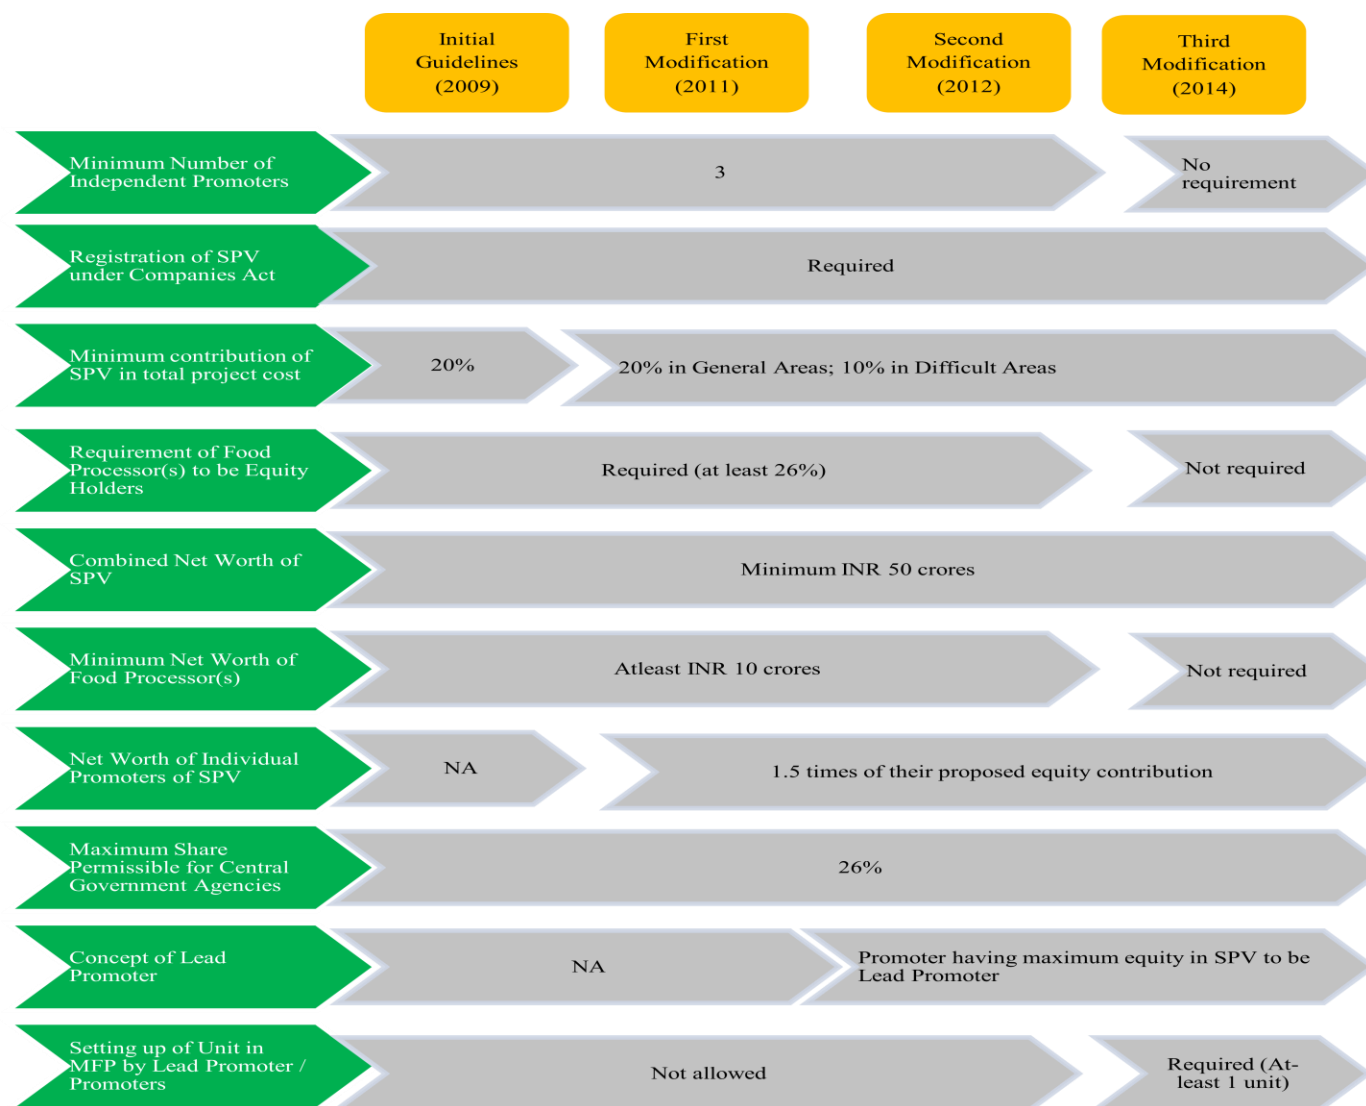 Initial
Guidelines
(2009)
First
Modification
(2011)
Second
Modification
(2012)
Third
Modification
(2014)
Minimum Number of
Independent Promoters
3
No
requirement
Registration of SPV
under Companies Act
Required
Minimum contribution of
SPV in total project cost
20%
20% in General Areas; 10% in Difficult Areas
Requirement of Food
Processor(s) to be Equity
Holders
Required (at least 26%)
Not required
Combined Net Worth of
SPV
Minimum INR 50 crores
Minimum Net Worth of
Food Processor(s)
Atleast INR 10 crores
Not required
Net Worth of Individual
Promoters of SPV
NA
1.5 times of their proposed equity contribution
Maximum Share
Permissible for Central
Government Agencies
26%
Concept of Lead
Promoter
NA
Promoter having maximum equity in SPV to be
Lead Promoter
Setting up of Unit in
MFP by Lead Promoter /
Promoters
Not allowed
Required (At-
least 1 unit)